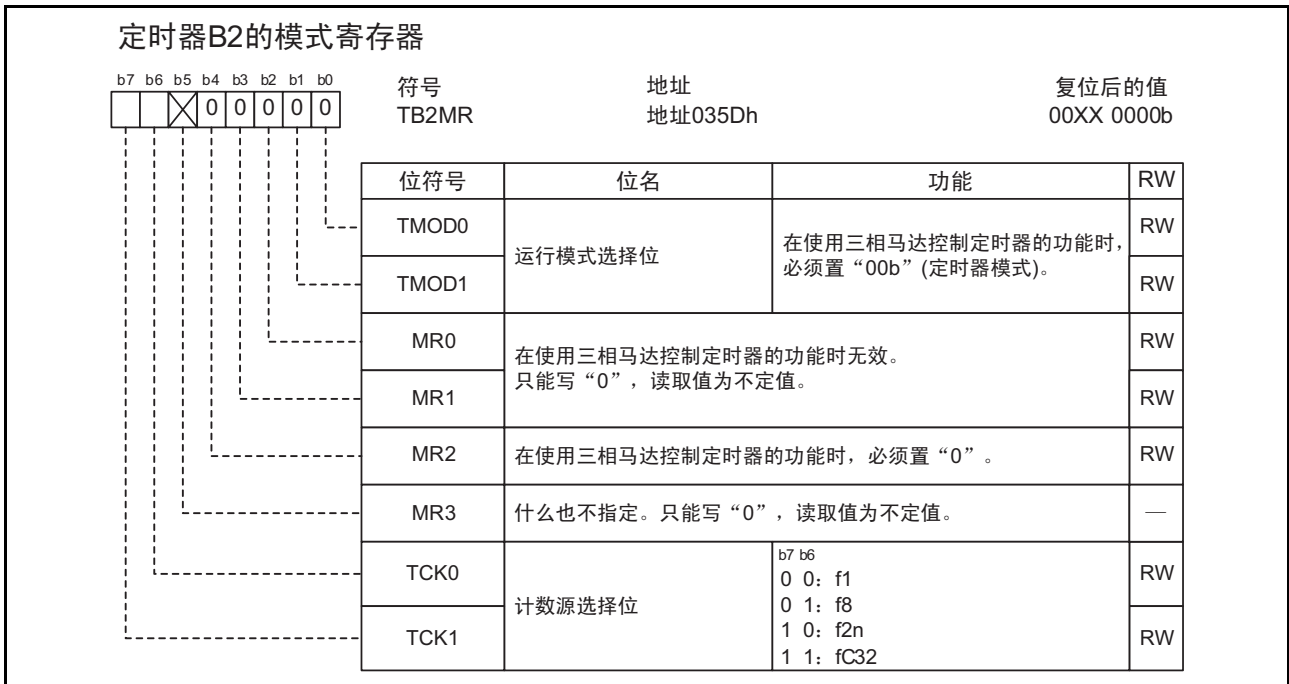 定时器B2的模式寄存器
b7 b6 b5 b4 b3 b2 b1 b0
0 0 0 0 0
符号 地址 复位后的值
TB2MR 地址035Dh 00XX 0000b
位符号 位名 功能 RW
TMOD0 RW
运行模式选择位
在使用三相马达控制定时器的功能时，
必须置“00b”(定时器模式)。
TMOD1 RW
MR0 RW
在使用三相马达控制定时器的功能时无效。
只能写“0”，读取值为不定值。
MR1 RW
MR2 在使用三相马达控制定时器的功能时，必须置“0”。 RW
MR3 什么也不指定。只能写“0”，读取值为不定值。 —
TCK0 RW
计数源选择位
b7 b6
0 0：f1
0 1：f8
1 0：f2n
1 1：fC32
TCK1 RW